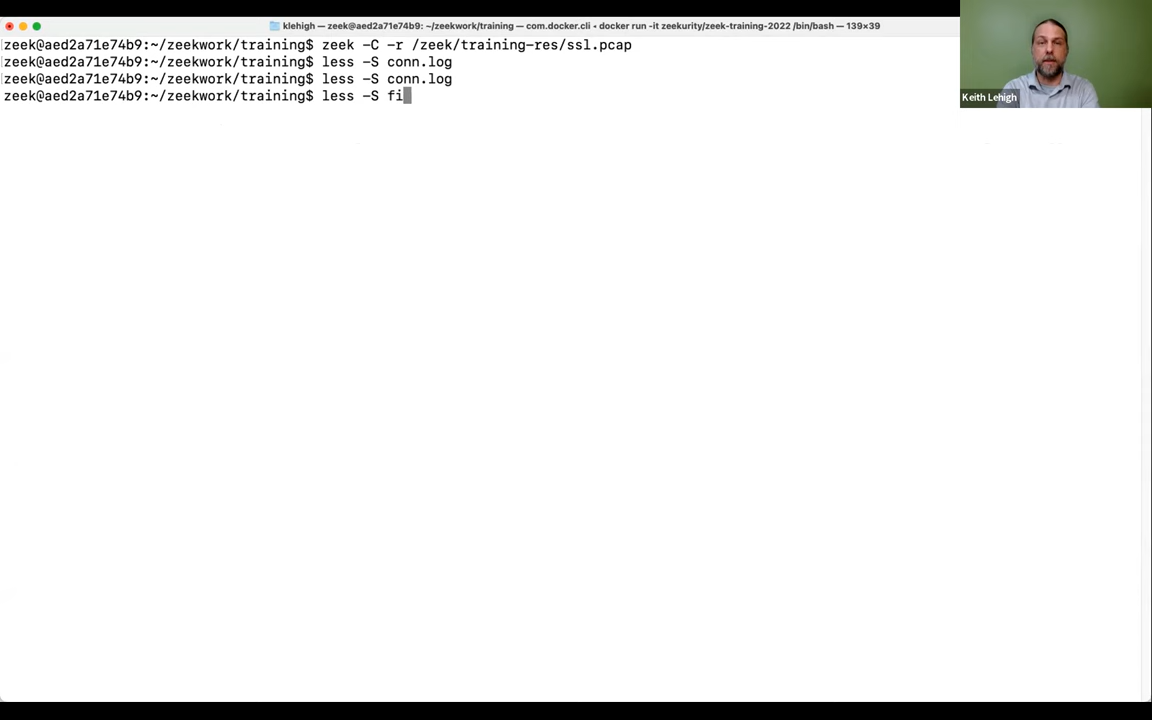 klehigh — zeek@aed2a71e74b9: ~/zeekwork/training — com.docker.cli ◂ docker run -it zeekurity/zeek-training-2022 /bin/bash — 139×39
zeek@aed2a71e74b9:~/zeekwork/training$ zeek -C -r /zeek/training-res/ssl.pcap
zeek@aed2a71e74b9:~/zeekwork/training$ less -S conn.log
zeek@aed2a71e74b9:~/zeekwork/training$ less -S conn.log
zeek@aed2a71e74b9:~/zeekwork/training$ less -S fi
Keith Lehigh